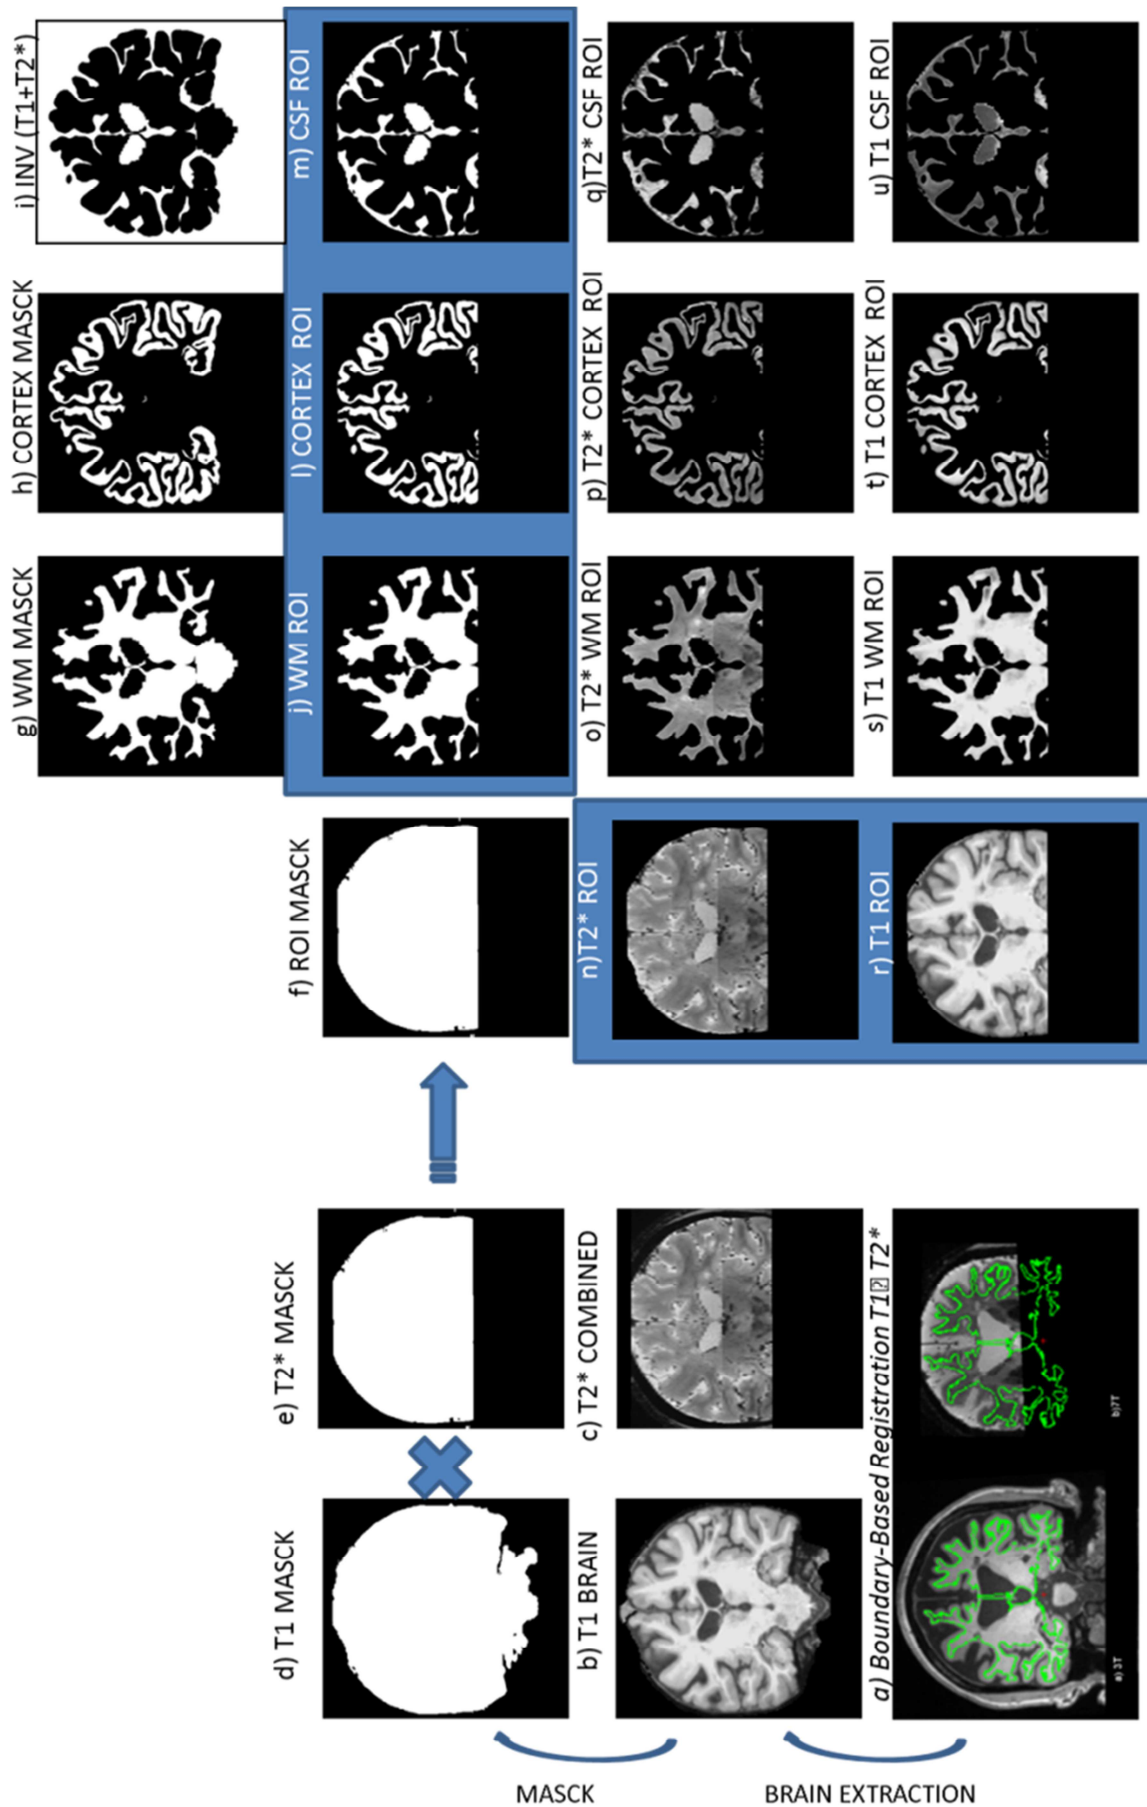 g) WM MASCK
h) CORTEX MASCK
i) INV (T1+T2*)
d) T1 MASCK
e) T2* MASCK
f) ROI MASCK
j) WM ROI
l) CORTEX ROI
m) CSF ROI
b) T1 BRAIN
c) T2* COMBINED
n)T2* ROI
o) T2* WM ROI
p) T2* CORTEX ROI
q)T2* CSF ROI
a) Boundary-Based Registration T1 T2*
r) T1 ROI
s) T1 WM ROI
t) T1 CORTEX ROI
u) T1 CSF ROI
a) 3T
b)7T
MASCK
BRAIN EXTRACTION